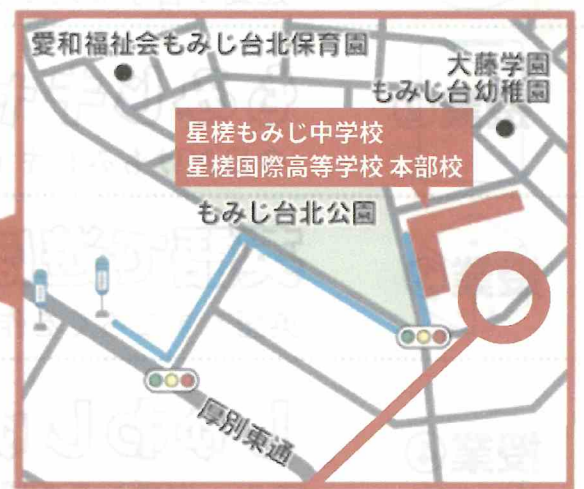 愛和福祉会もみじ台北保育園
大藤学園
もみじ台幼稚園
星槎もみじ中学校
星槎国際高等学校 本部校
もみじ台北公園
厚別東通